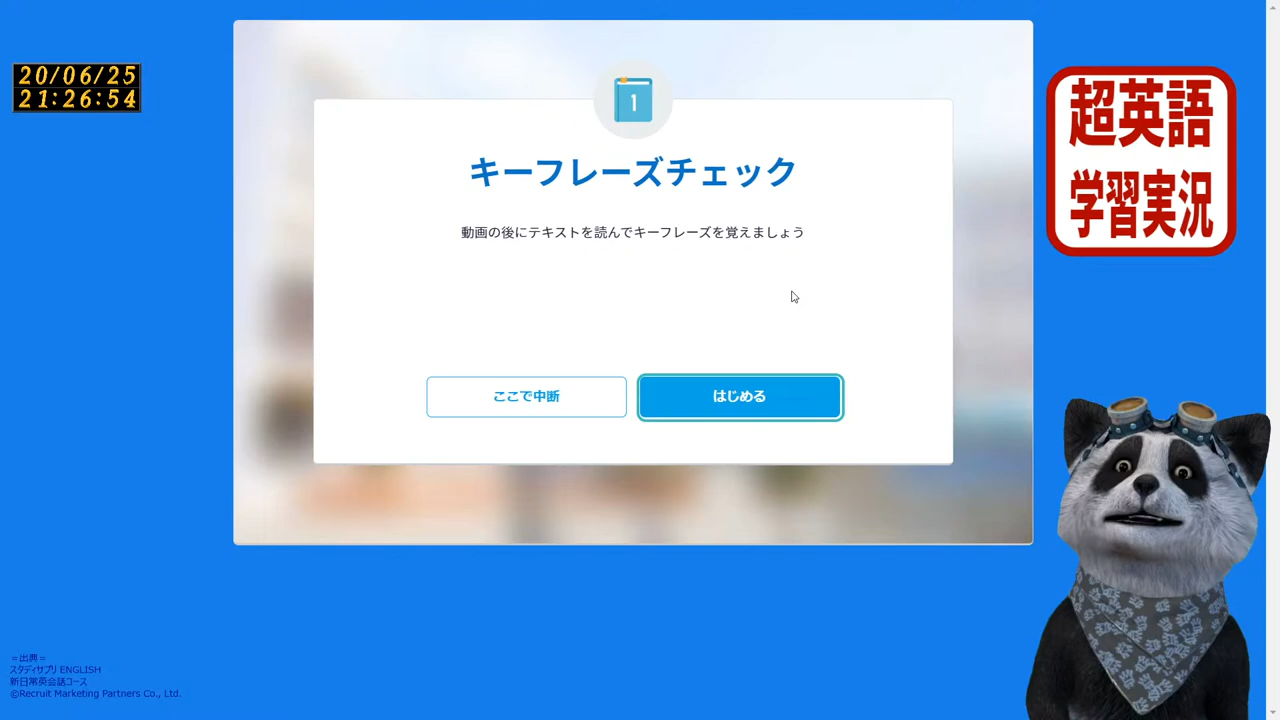 20/06/25
21:26:54
1
キーフレーズチェック
動画の後にテキストを読んでキーフレーズを覚えましょう
ここで中断
はじめる
超英語
学習実況
＝出典＝
スタディサプリ ENGLISH
新日常英会話コース
©Recruit Marketing Partners Co., Ltd.